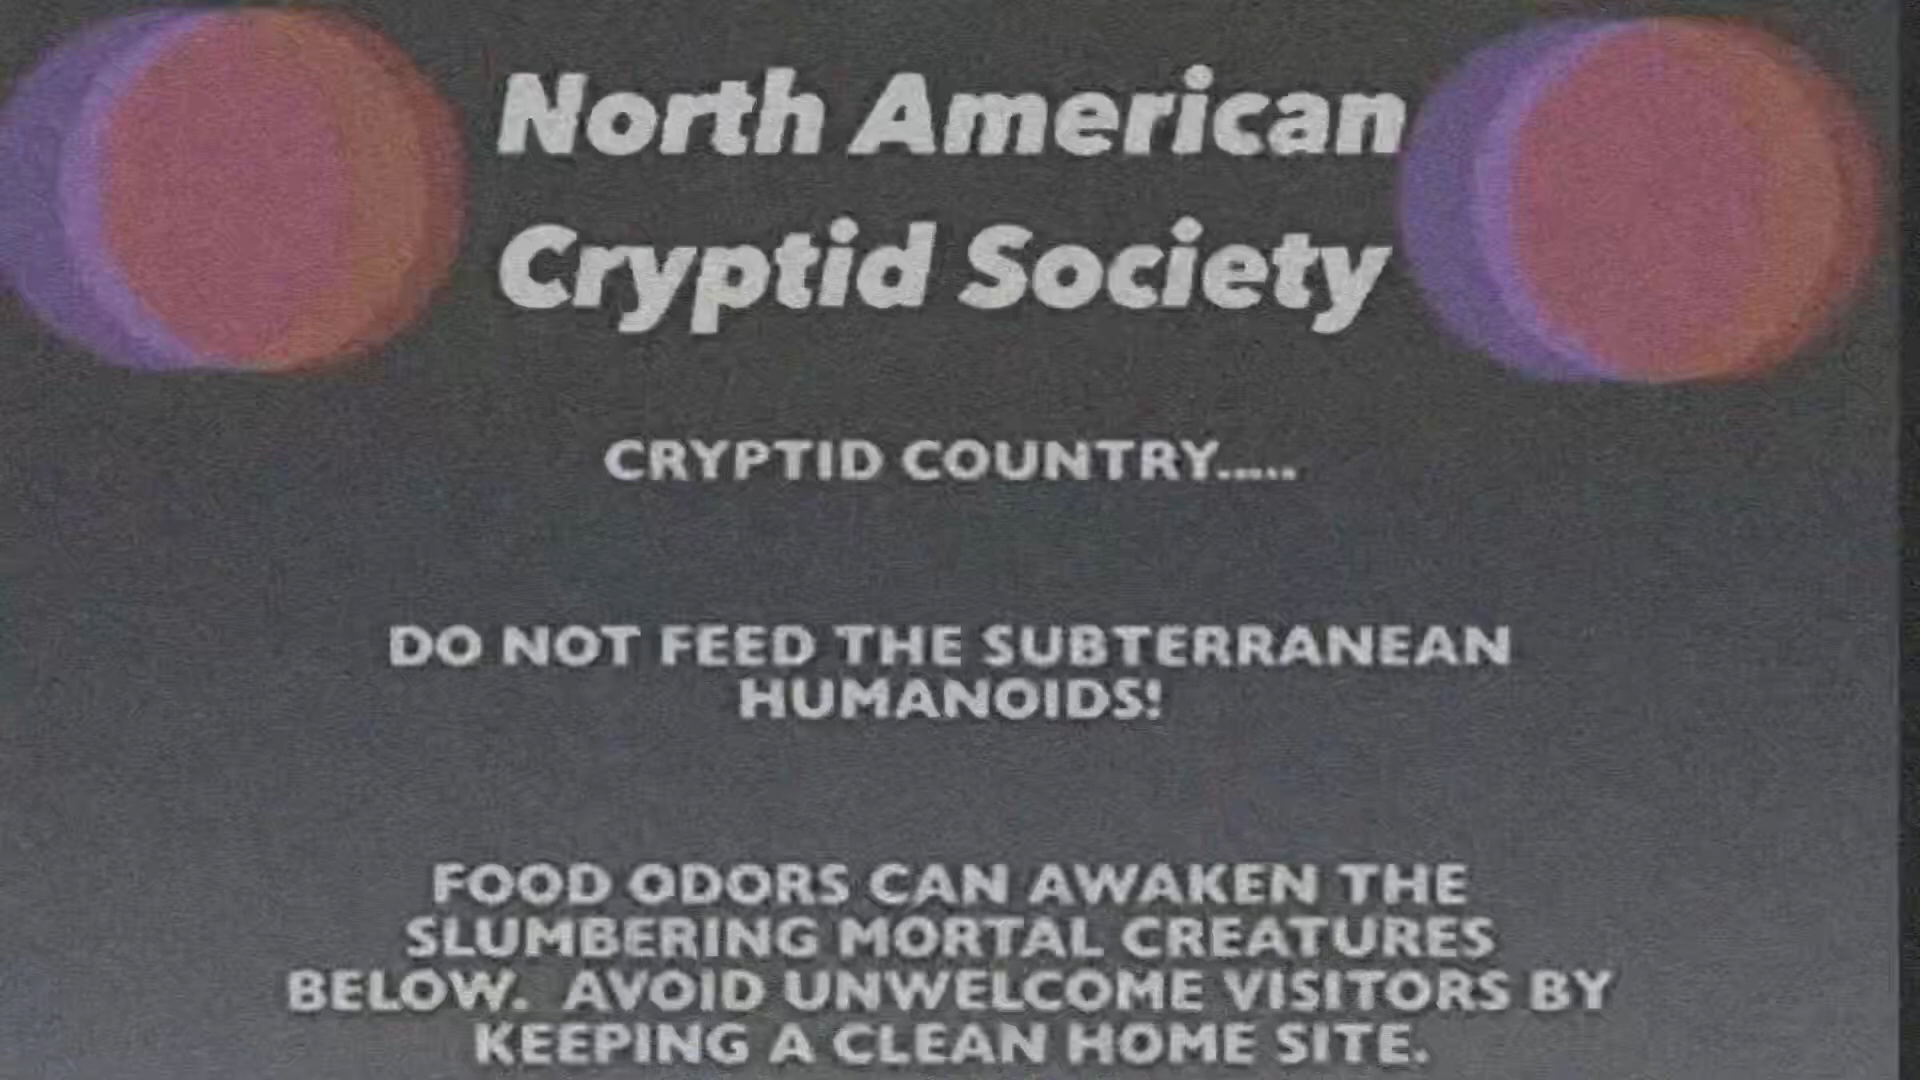 North American
Cryptid Society
CRYPTID COUNTRY.....
DO NOT FEED THE SUBTERRANEAN
HUMANOIDS!
FOOD ODORS CAN AWAKEN THE
SLUMBERING MORTAL CREATURES
BELOW. AVOID UNWELCOME VISITORS BY
KEEPING A CLEAN HOME SITE.